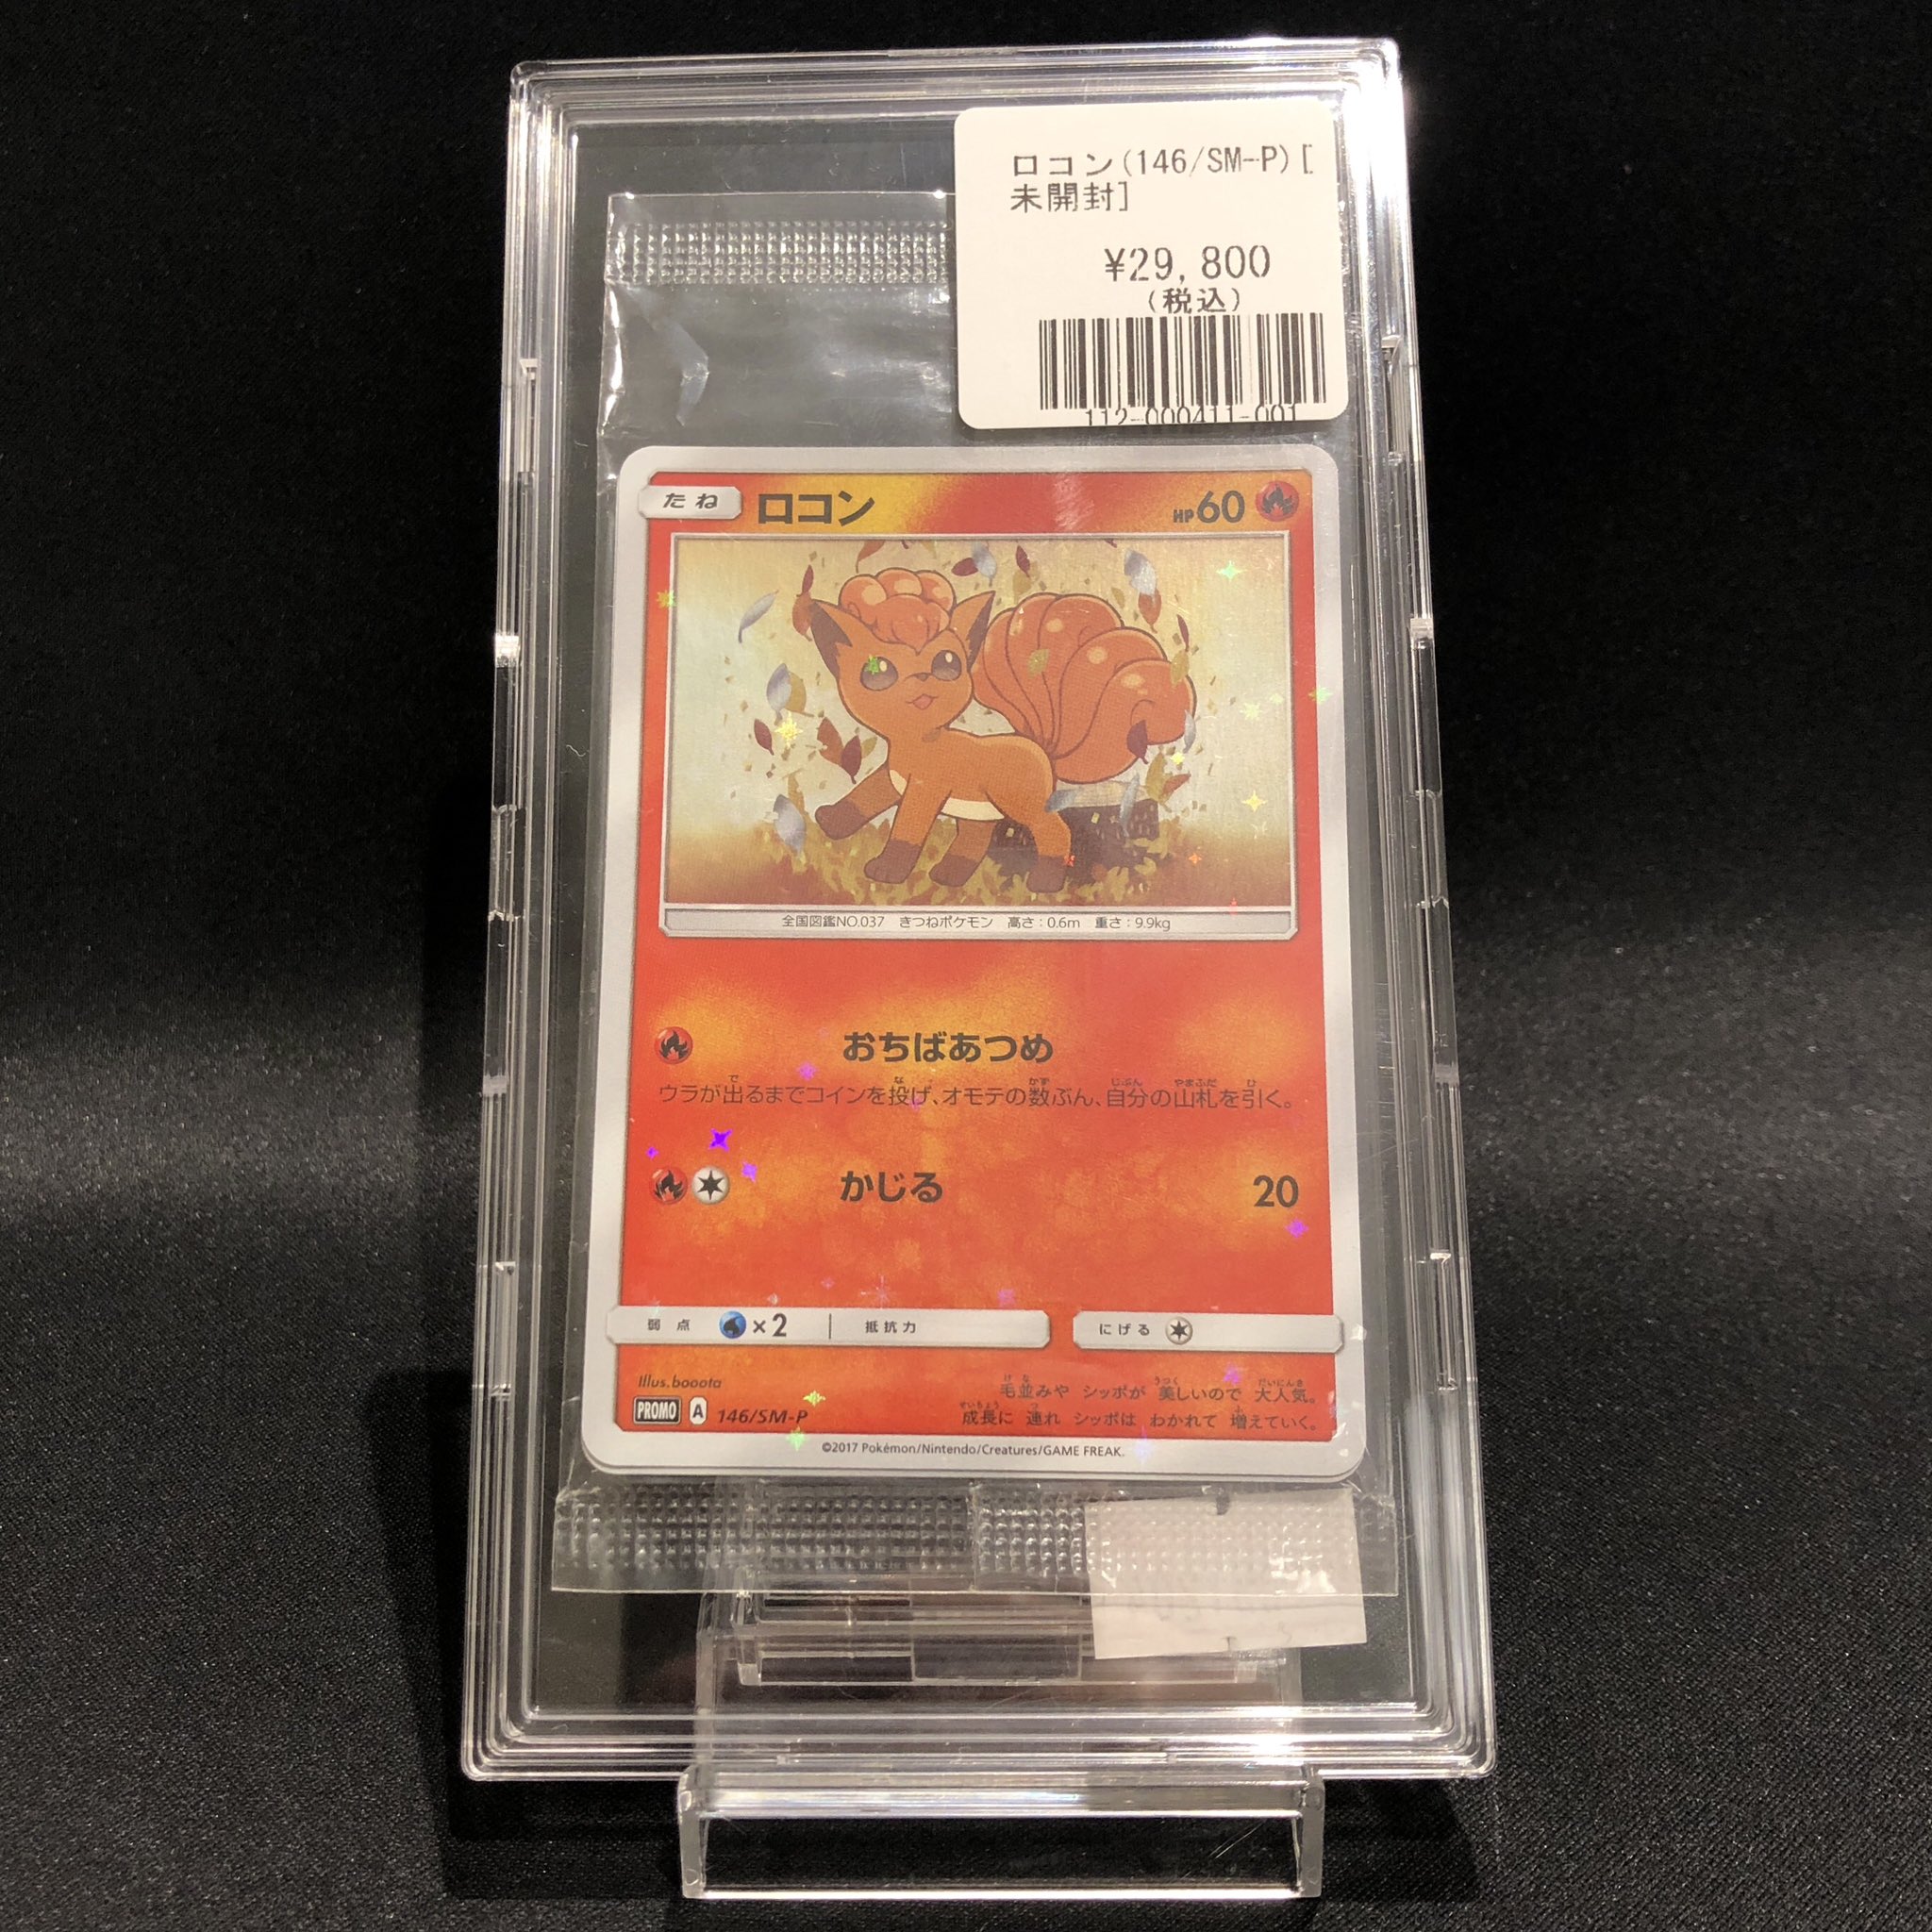 ロコン(146/SM-P)[
未開封]
¥29,800
(税込)
112-000411-001
たね ロコン HP60
全国図鑑NO.037 きつねポケモン 高さ：0.6m 重さ：9.9kg
おちばあつめ
ウラが出るまでコインを投げ、オモテの数ぶん、自分の山札を引く。
かじる 20
弱点 ×2 抵抗力 にげる
Illus.booota
毛並みや シッポが 美しいので 大人気。
成長に 連れ シッポは わかれて 増えていく。
PROMO A 146/SM-P
©2017 Pokémon/Nintendo/Creatures/GAME FREAK.